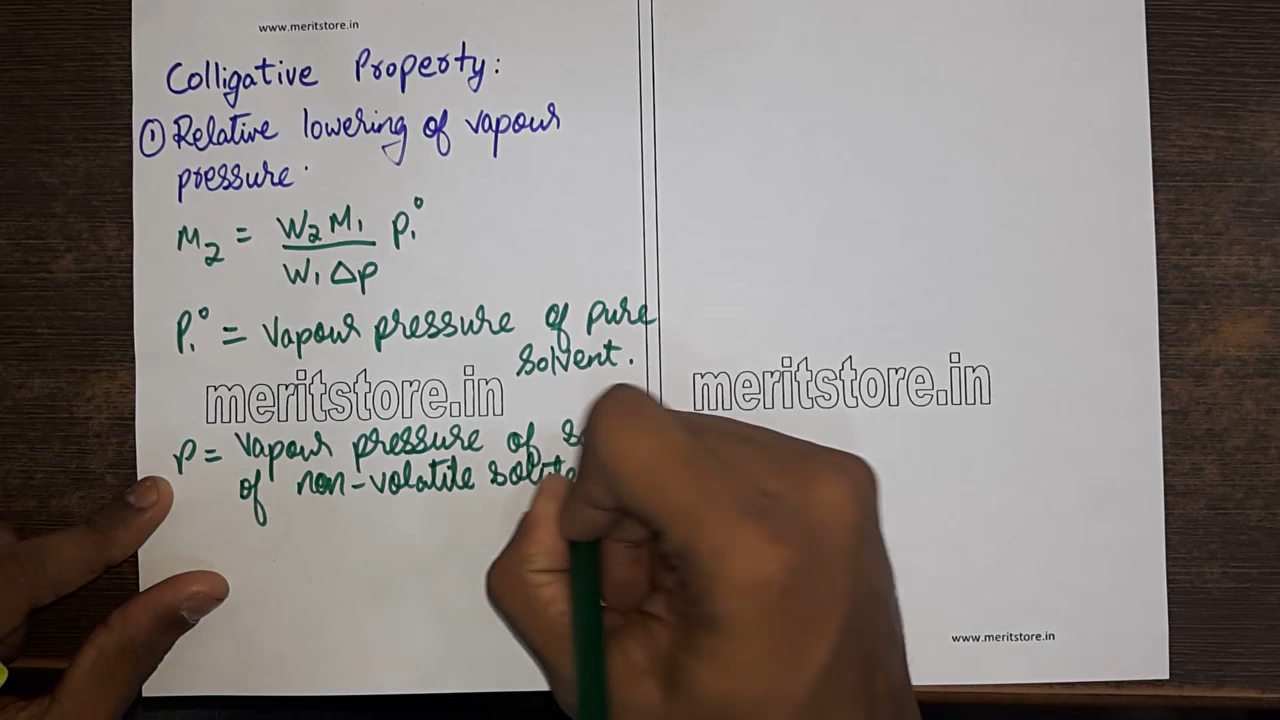 www.meritstore.in
Colligative Property:
① Relative lowering of vapour
pressure.
M₂ = W₂ M₁ / W₁ Δp P₁°
P₁° = Vapour pressure of pure
solvent.
meritstore.in
P = Vapour pressure of
of non-volatile solute
meritstore.in
www.meritstore.in